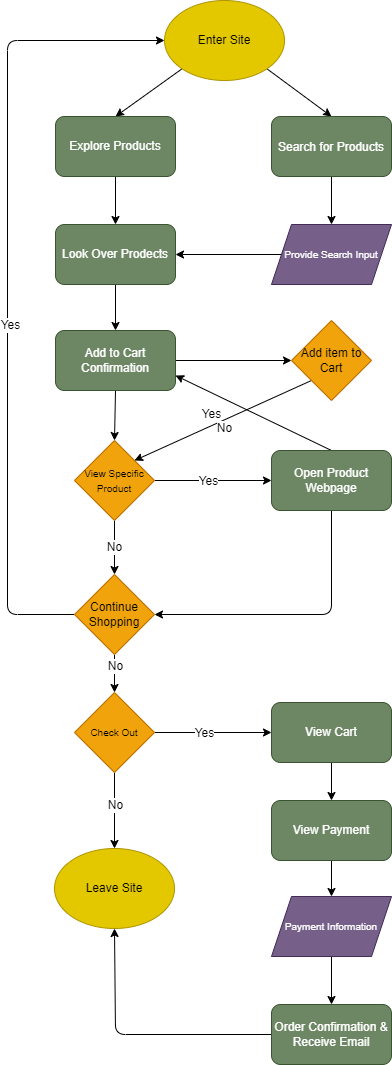 Enter Site
Explore Products
Search for Products
Look Over Prodects
Provide Search Input
Yes
Add to Cart
Confirmation
Add item to
Cart
Yes
No
View Specific
Product
Yes
Open Product
Webpage
No
Continue
Shopping
No
Check Out
Yes
View Cart
No
View Payment
Leave Site
Payment Information
Order Confirmation &
Receive Email